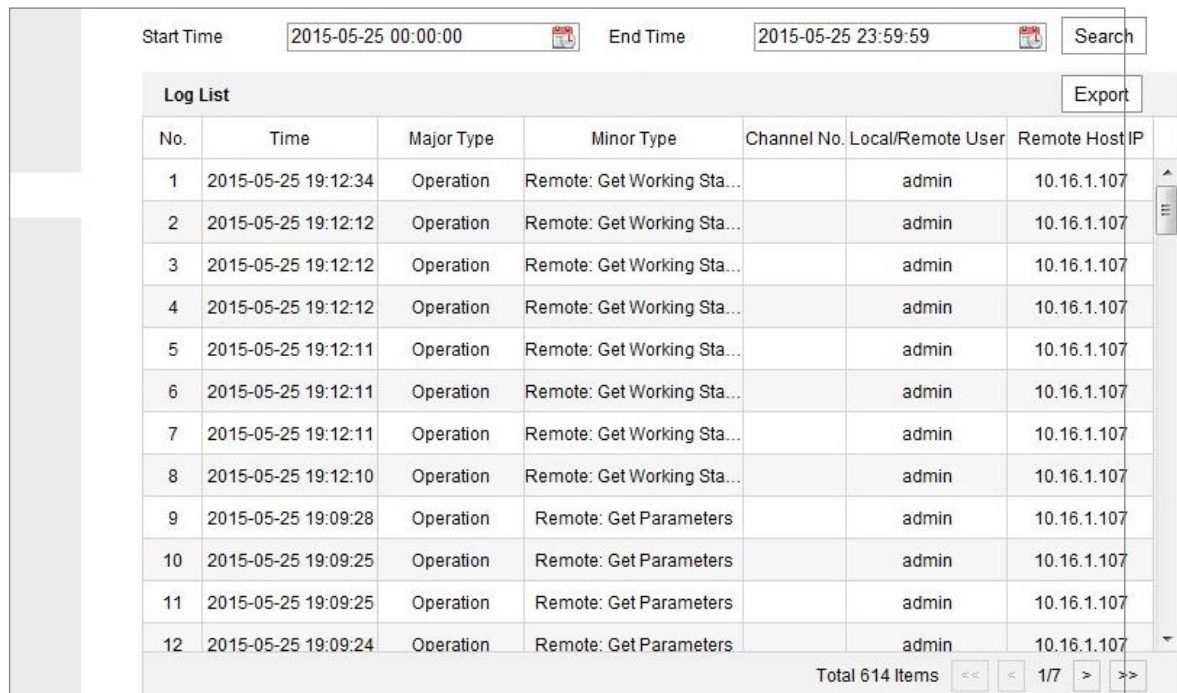 Start Time 2015-05-25 00:00:00 End Time 2015-05-25 23:59:59 Search
Log List Export
No. Time Major Type Minor Type Channel No. Local/Remote User Remote Host IP
1 2015-05-25 19:12:34 Operation Remote: Get Working Sta... admin 10.16.1.107
2 2015-05-25 19:12:12 Operation Remote: Get Working Sta... admin 10.16.1.107
3 2015-05-25 19:12:12 Operation Remote: Get Working Sta... admin 10.16.1.107
4 2015-05-25 19:12:12 Operation Remote: Get Working Sta... admin 10.16.1.107
5 2015-05-25 19:12:11 Operation Remote: Get Working Sta... admin 10.16.1.107
6 2015-05-25 19:12:11 Operation Remote: Get Working Sta... admin 10.16.1.107
7 2015-05-25 19:12:11 Operation Remote: Get Working Sta... admin 10.16.1.107
8 2015-05-25 19:12:10 Operation Remote: Get Working Sta... admin 10.16.1.107
9 2015-05-25 19:09:28 Operation Remote: Get Parameters admin 10.16.1.107
10 2015-05-25 19:09:25 Operation Remote: Get Parameters admin 10.16.1.107
11 2015-05-25 19:09:25 Operation Remote: Get Parameters admin 10.16.1.107
12 2015-05-25 19:09:24 Operation Remote: Get Parameters admin 10.16.1.107
Total 614 Items << < 1/7 > >>